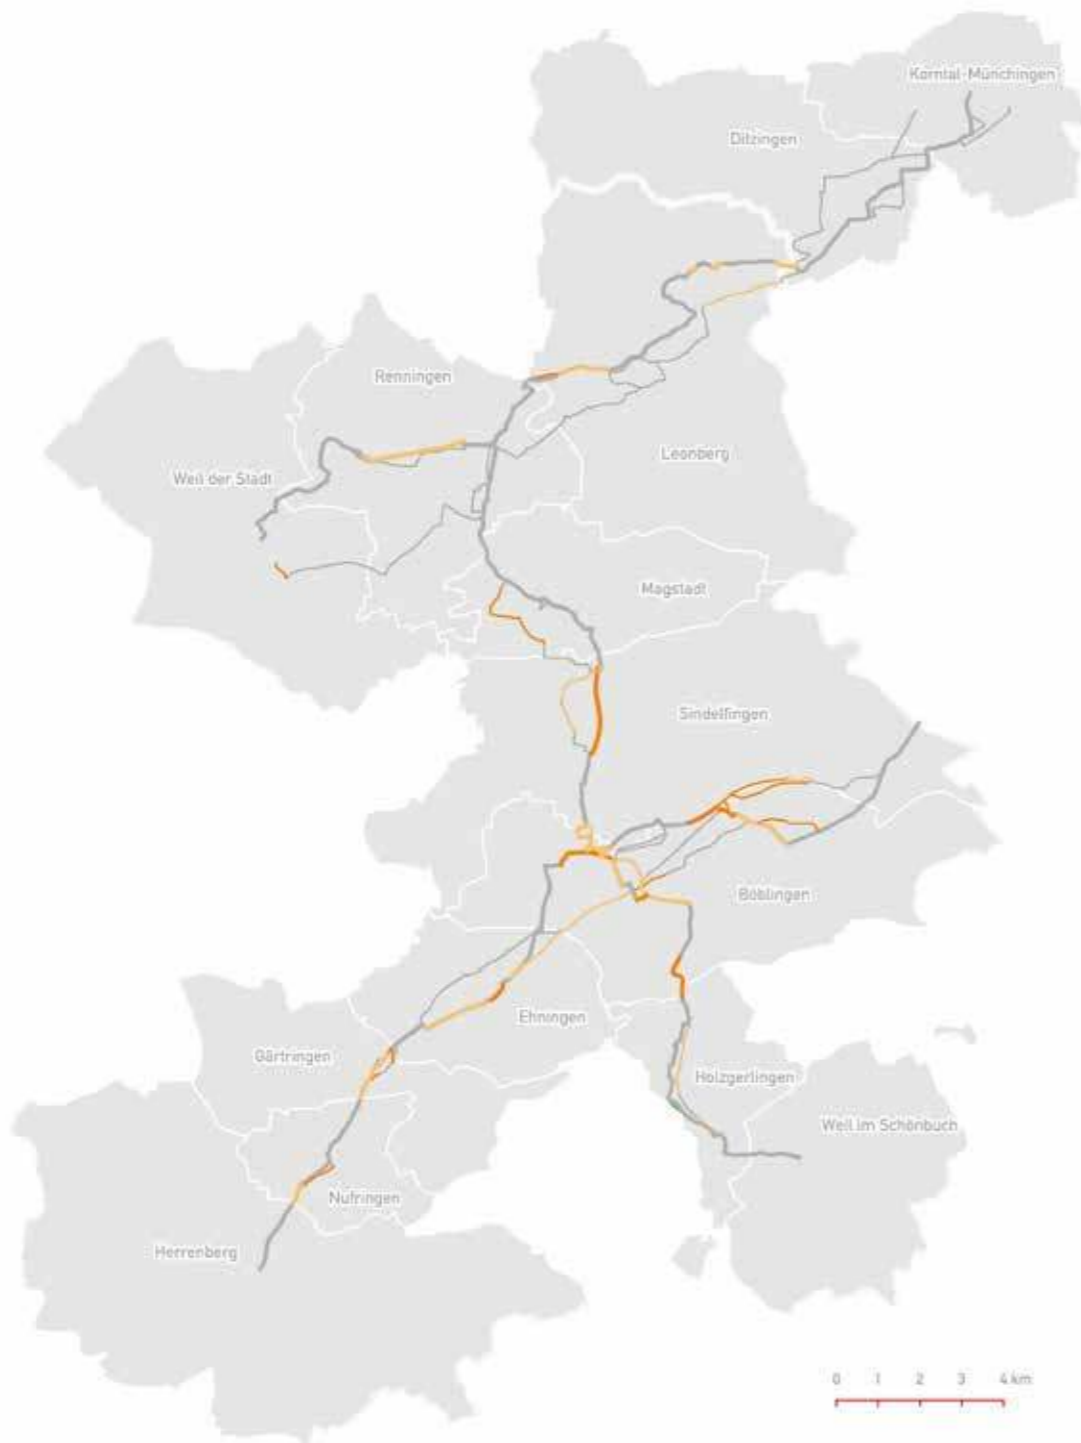 Korntal-Münchingen
Ditzingen
Renningen
Leonberg
Weil der Stadt
Magstadt
Sindelfingen
Böblingen
Ehningen
Gärtringen
Holzgerlingen
Weil im Schönbuch
Nufringen
Herrenberg
0 1 2 3 4 km